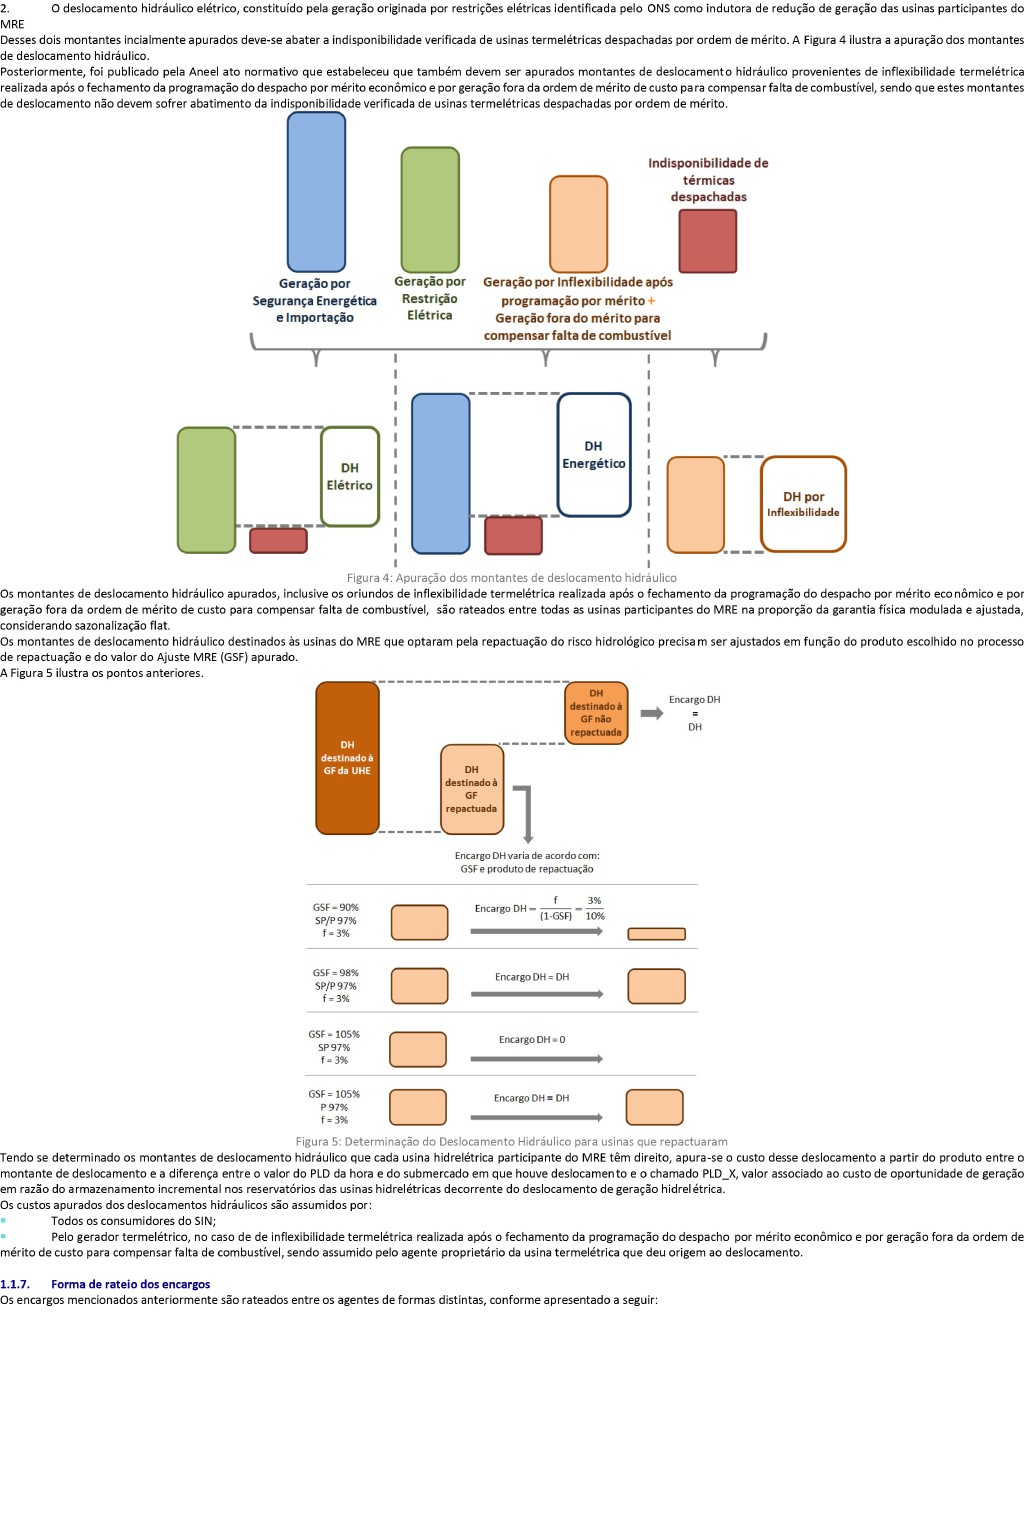 2. O deslocamento hidráulico elétrico, constituído pela geração originada por restrições elétricas identificada pelo ONS como indutora de redução de geração das usinas participantes do
MRE
Desses dois montantes incialmente apurados deve-se abater a indisponibilidade verificada de usinas termelétricas despachadas por ordem de mérito. A Figura 4 ilustra a apuração dos montantes
de deslocamento hidráulico.
Posteriormente, foi publicado pela Aneel ato normativo que estabeleceu que também devem ser apurados montantes de deslocamento hidráulico provenientes de inflexibilidade termelétrica
realizada após o fechamento da programação do despacho por mérito econômico e por geração fora da ordem de mérito de custo para compensar falta de combustível, sendo que estes montantes
de deslocamento não devem sofrer abatimento da indisponibilidade verificada de usinas termelétricas despachadas por ordem de mérito.
Indisponibilidade de
térmicas
despachadas
Geração por
Segurança Energética
e Importação
Geração por
Restrição
Elétrica
Geração por Inflexibilidade após
programação por mérito +
Geração fora do mérito para
compensar falta de combustível
DH
Elétrico
DH
Energético
DH por
Inflexibilidade
Figura 4: Apuração dos montantes de deslocamento hidráulico
Os montantes de deslocamento hidráulico apurados, inclusive os oriundos de inflexibilidade termelétrica realizada após o fechamento da programação do despacho por mérito econômico e por
geração fora da ordem de mérito de custo para compensar falta de combustível, são rateados entre todas as usinas participantes do MRE na proporção da garantia física modulada e ajustada,
considerando sazonalização flat.
Os montantes de deslocamento hidráulico destinados às usinas do MRE que optaram pela repactuação do risco hidrológico precisam ser ajustados em função do produto escolhido no processo
de repactuação e do valor do Ajuste MRE (GSF) apurado.
A Figura 5 ilustra os pontos anteriores.
DH
destinado à
GF da UHE
DH
destinado à
GF
repactuada
DH
destinado à
GF não
repactuada
Encargo DH
=
DH
Encargo DH varia de acordo com:
GSF e produto de repactuação
GSF = 90%
SP/P 97%
f = 3%
Encargo DH = f/(1-GSF) = 3%/10%
GSF = 98%
SP/P 97%
f = 3%
Encargo DH = DH
GSF = 105%
SP 97%
f = 3%
Encargo DH = 0
GSF = 105%
P 97%
f = 3%
Encargo DH = DH
Figura 5: Determinação do Deslocamento Hidráulico para usinas que repactuaram
Tendo se determinado os montantes de deslocamento hidráulico que cada usina hidrelétrica participante do MRE têm direito, apura-se o custo desse deslocamento a partir do produto entre o
montante de deslocamento e a diferença entre o valor do PLD da hora e do submercado em que houve deslocamento e o chamado PLD_X, valor associado ao custo de oportunidade de geração
em razão do armazenamento incremental nos reservatórios das usinas hidrelétricas decorrente do deslocamento de geração hidrelétrica.
Os custos apurados dos deslocamentos hidráulicos são assumidos por:
▪ Todos os consumidores do SIN;
▪ Pelo gerador termelétrico, no caso de de inflexibilidade termelétrica realizada após o fechamento da programação do despacho por mérito econômico e por geração fora da ordem de
mérito de custo para compensar falta de combustível, sendo assumido pelo agente proprietário da usina termelétrica que deu origem ao deslocamento.
1.1.7. Forma de rateio dos encargos
Os encargos mencionados anteriormente são rateados entre os agentes de formas distintas, conforme apresentado a seguir: